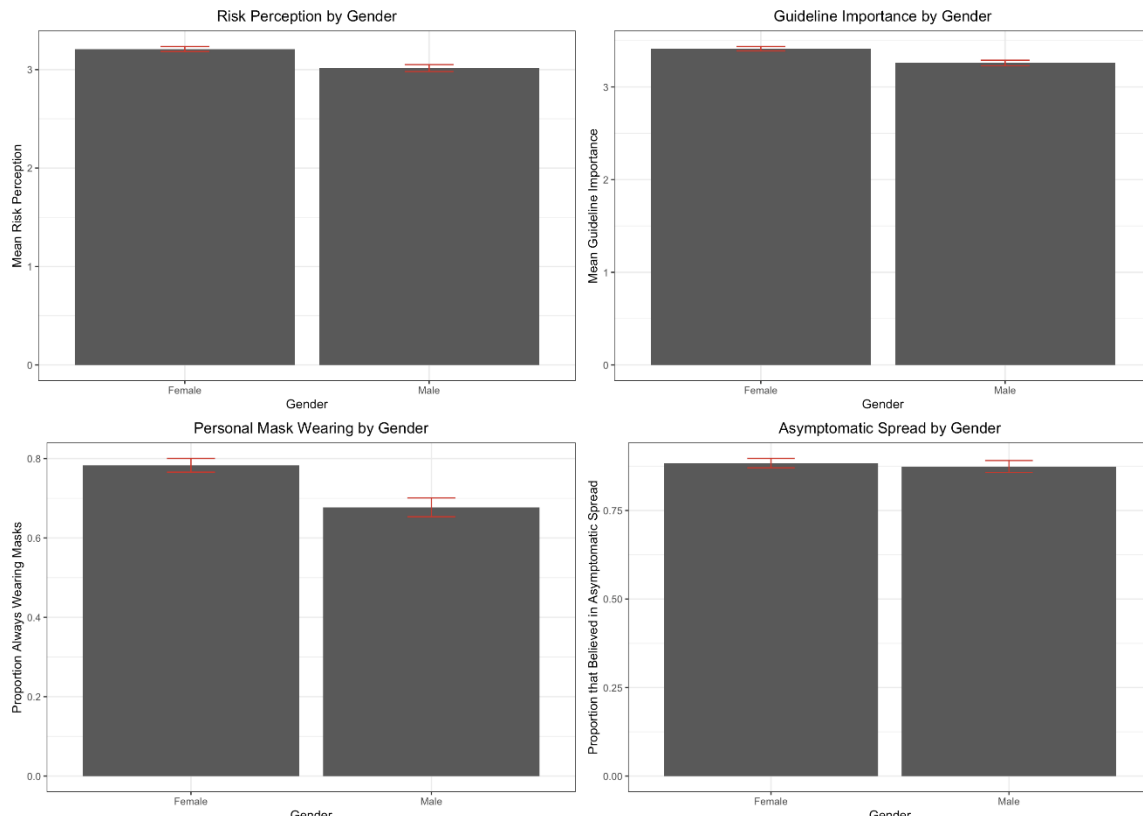 Risk Perception by Gender
Mean Risk Perception
3
2
1
0
Female Male
Gender
Guideline Importance by Gender
Mean Guideline Importance
3
2
1
0
Female Male
Gender
Personal Mask Wearing by Gender
Proportion Always Wearing Masks
0.8
0.6
0.4
0.2
0.0
Female Male
Gender
Asymptomatic Spread by Gender
Proportion that Believed in Asymptomatic Spread
0.75
0.50
0.25
0.00
Female Male
Gender